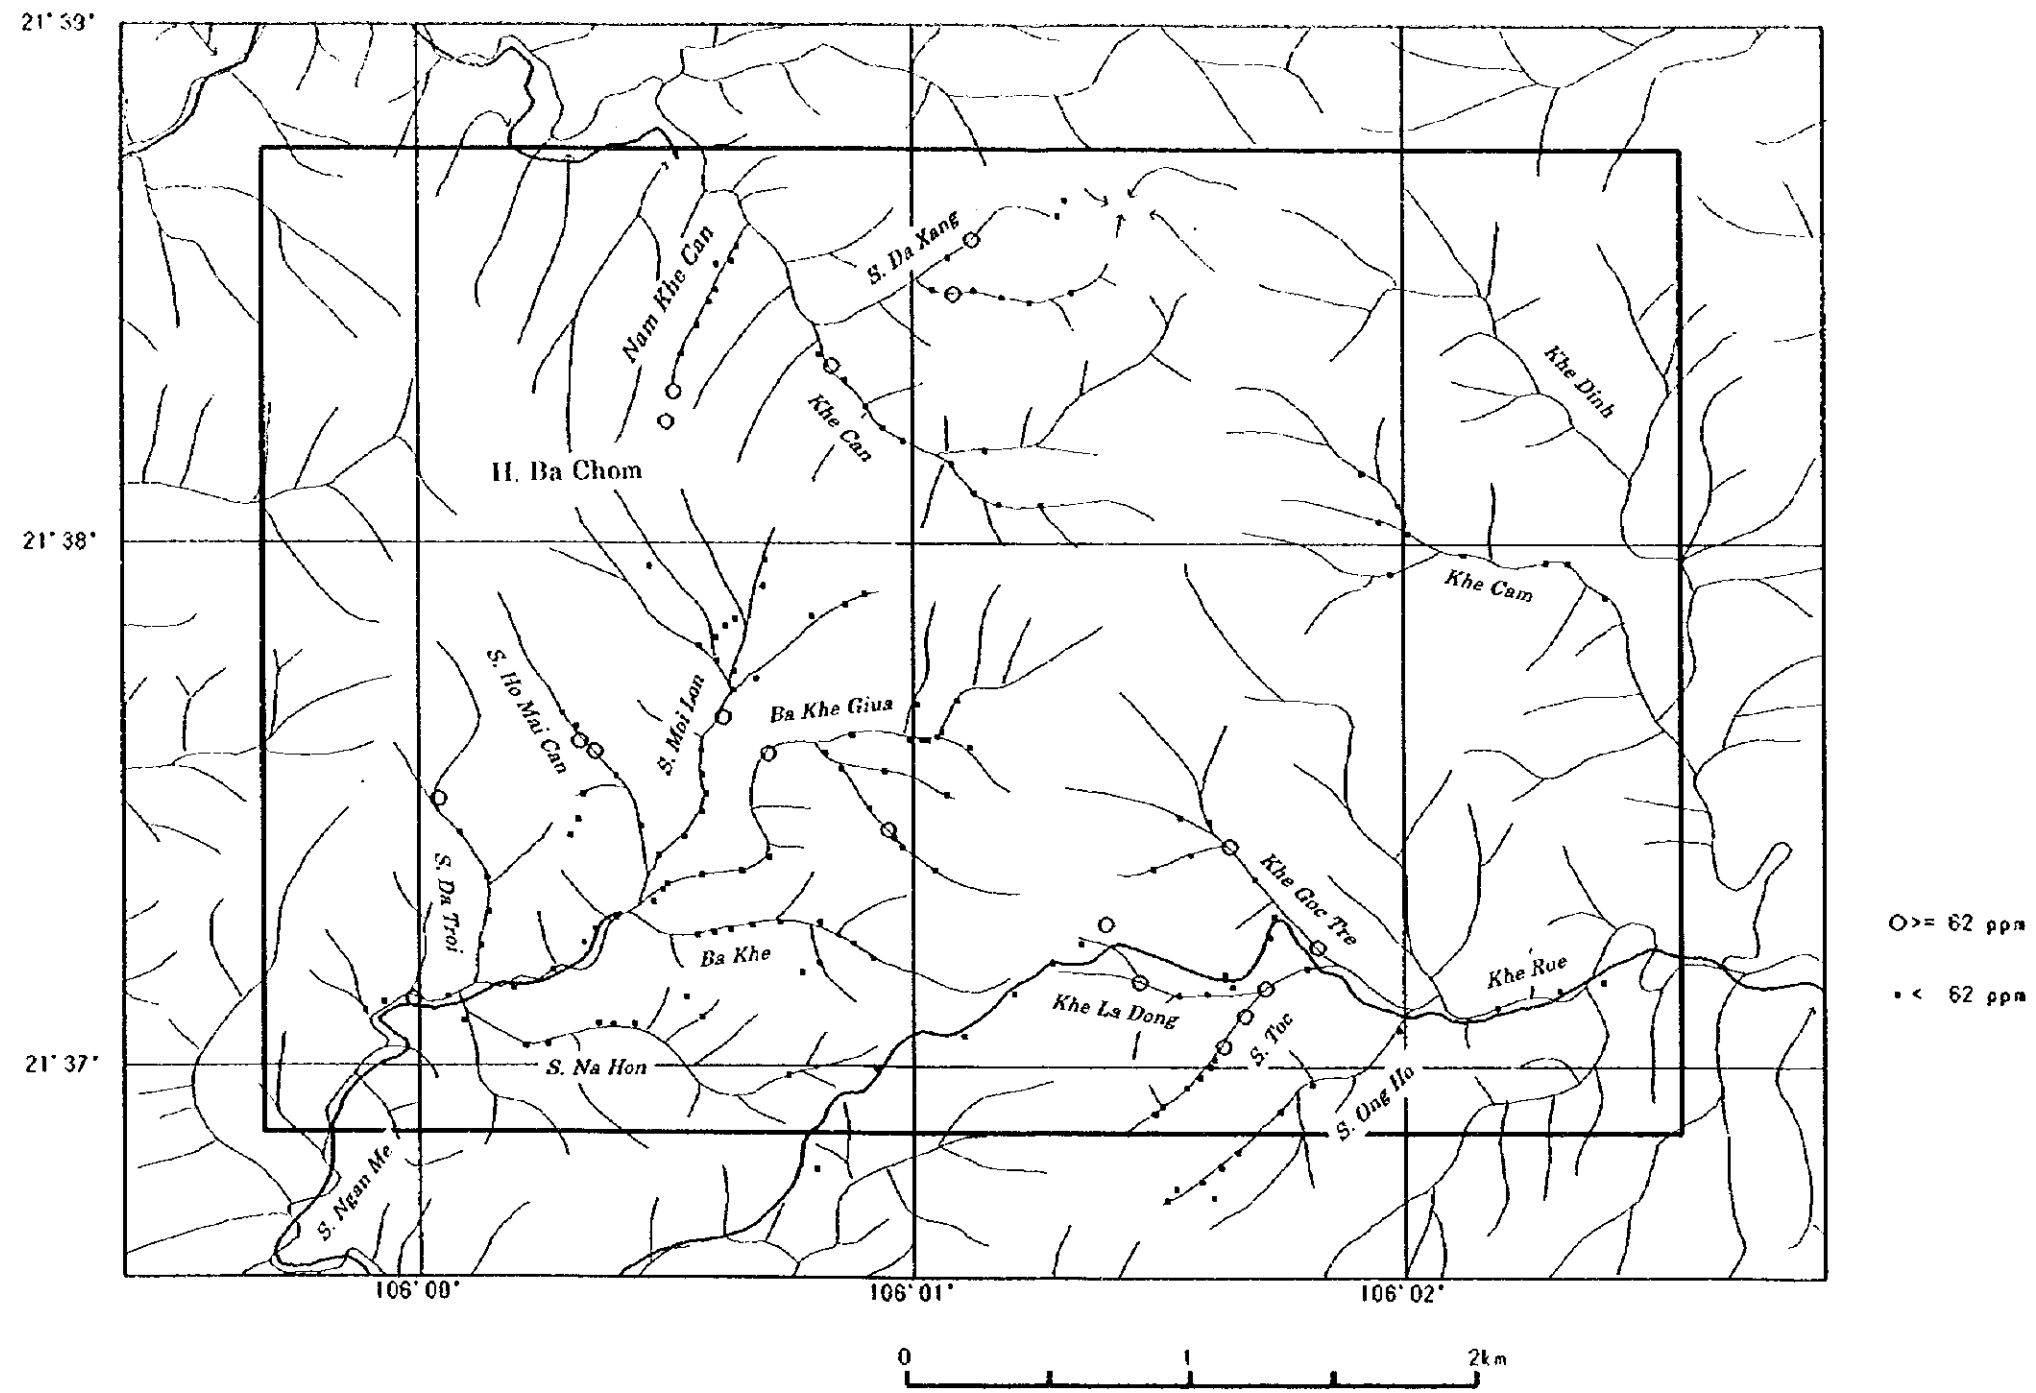 21°39'
S. Da Xang
Nam Khe Can
Khe Dinh
Khe Can
H. Ba Chom
21°38'
Khe Cam
S. Ho Mai Can
S. Moi Lon
Ba Khe Giua
S. Da Troi
Khe Goc Tre
O>= 62 ppm
Ba Khe
Khe Rue
▪< 62 ppm
Khe La Dong
S. Toc
21°37'
S. Na Hon
S. Ong Ho
S. Ngan Me
106°00' 106°01' 106°02'
0 1 2km